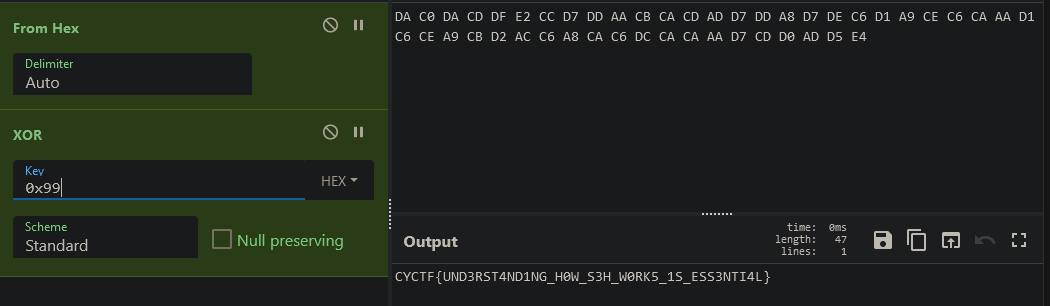 From Hex
Delimiter
Auto
XOR
Key
0x99
HEX
Scheme
Standard
Null preserving
DA C0 DA CD DF E2 CC D7 DD AA CB CA CD AD D7 DD A8 D7 DE C6 D1 A9 CE C6 CA AA D1
C6 CE A9 CB D2 AC C6 A8 CA C6 DC CA CA AA D7 CD D0 AD D5 E4
Output
time: 0ms
length: 47
lines: 1
CYCTF{UND3RST4ND1NG_H0W_S3H_W0RK5_1S_ESS3NTI4L}